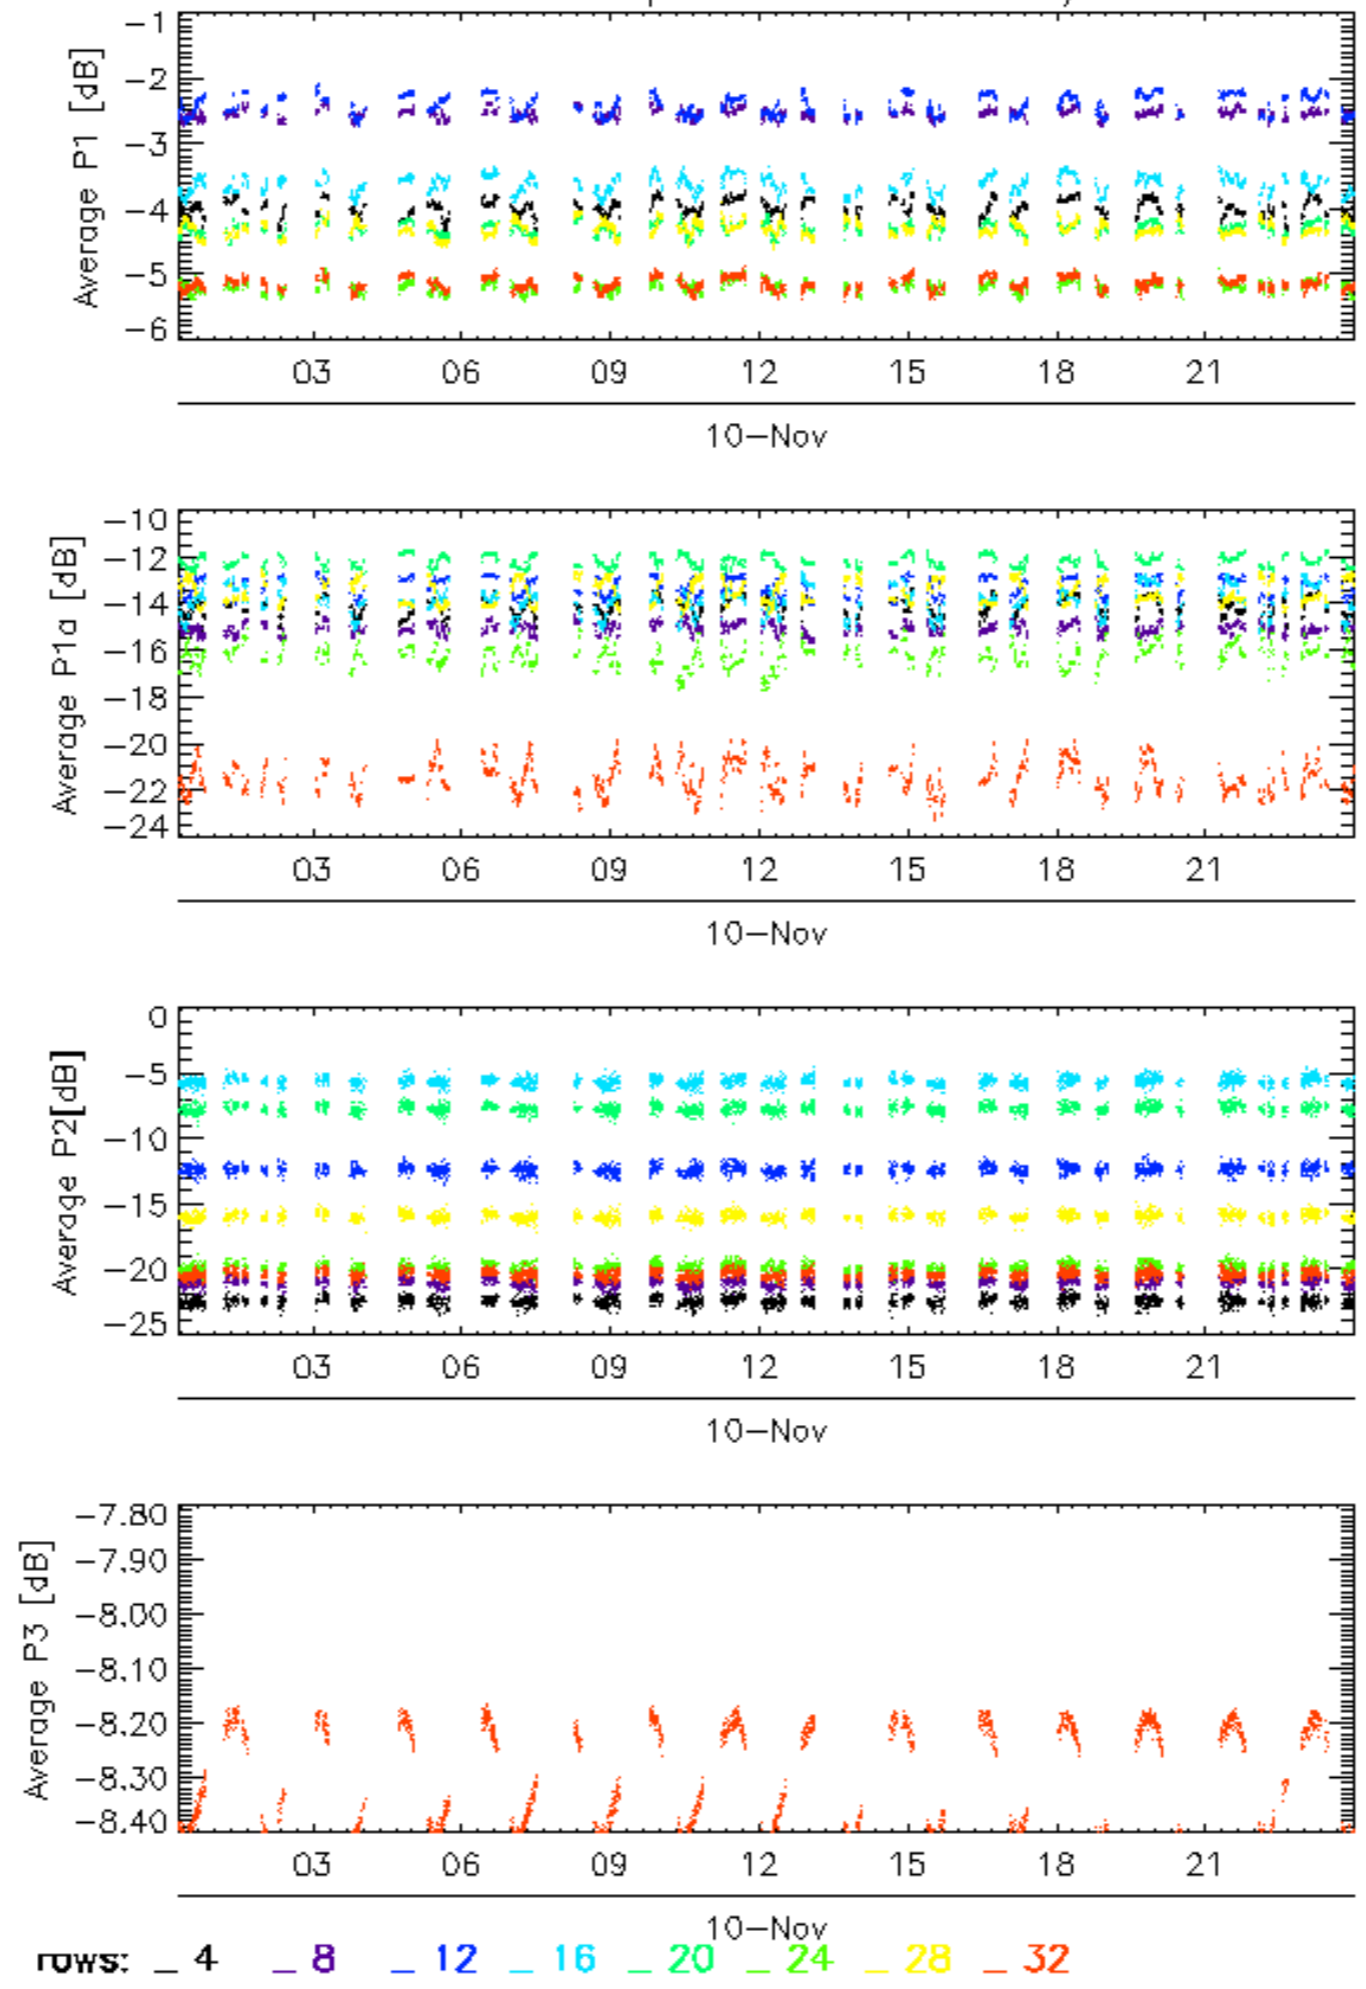 Average P1 [dB]
-1
-2
-3
-4
-5
-6
03 06 09 12 15 18 21
10-Nov
Average P1a [dB]
-10
-12
-14
-16
-18
-20
-22
-24
03 06 09 12 15 18 21
10-Nov
Average P2[dB]
0
-5
-10
-15
-20
-25
03 06 09 12 15 18 21
10-Nov
Average P3 [dB]
-7.80
-7.90
-8.00
-8.10
-8.20
-8.30
-8.40
03 06 09 12 15 18 21
10-Nov
rows: _ 4 _ 8 _ 12 _ 16 _ 20 _ 24 _ 28 _ 32